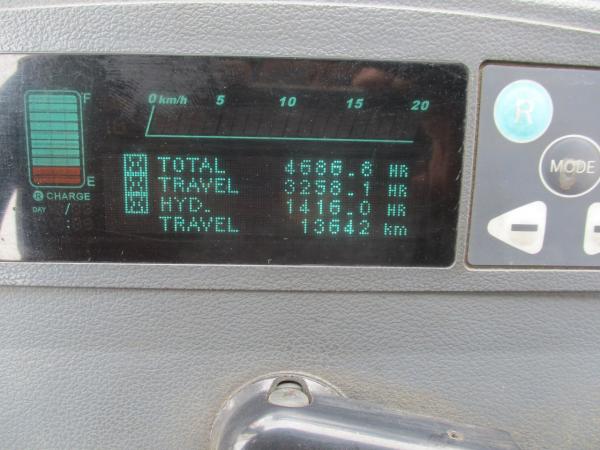 F
0 km/h 5 10 15 20
TOTAL 4686.8 HR
TRAVEL 3258.1 HR
HYD. 1416.0 HR
TRAVEL 13642 km
E
R CHARGE
DAY /
R
MODE